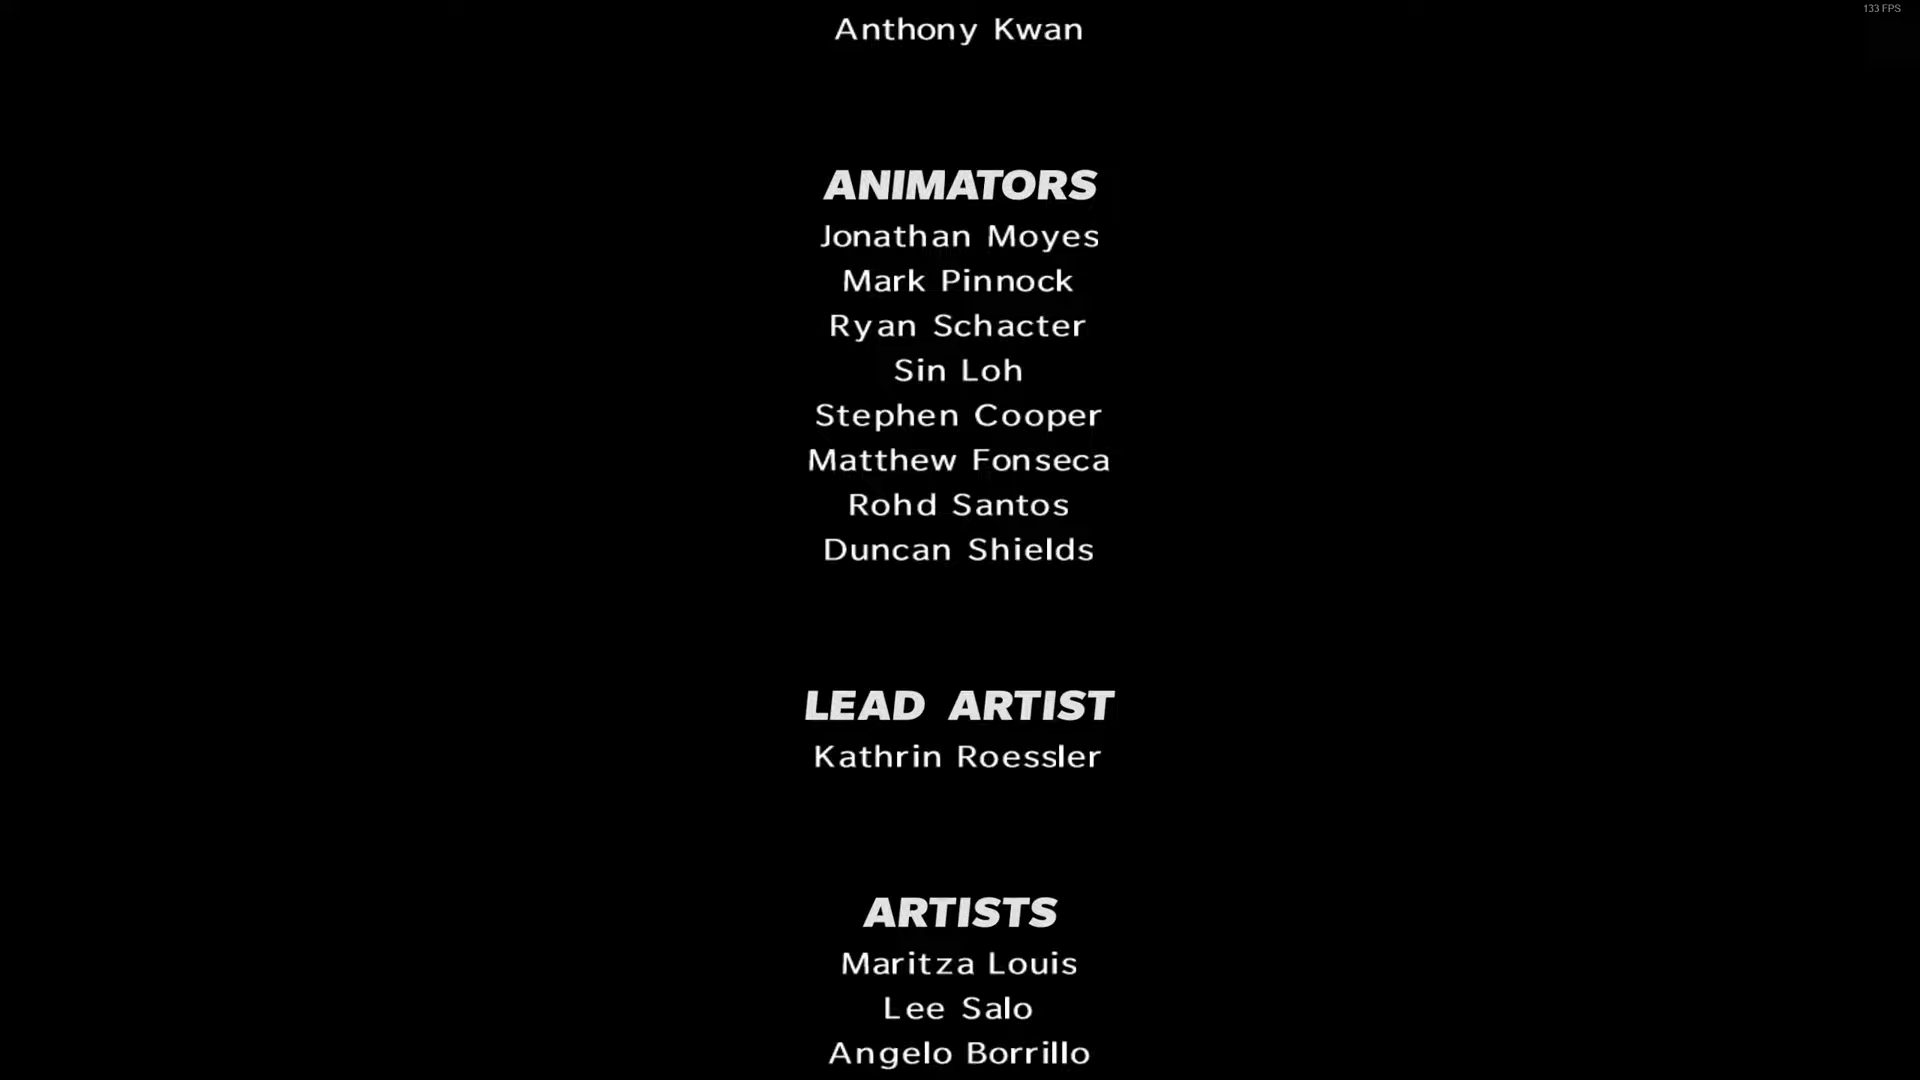 133 FPS
Anthony Kwan
ANIMATORS
Jonathan Moyes
Mark Pinnock
Ryan Schacter
Sin Loh
Stephen Cooper
Matthew Fonseca
Rohd Santos
Duncan Shields
LEAD ARTIST
Kathrin Roessler
ARTISTS
Maritza Louis
Lee Salo
Angelo Borrillo